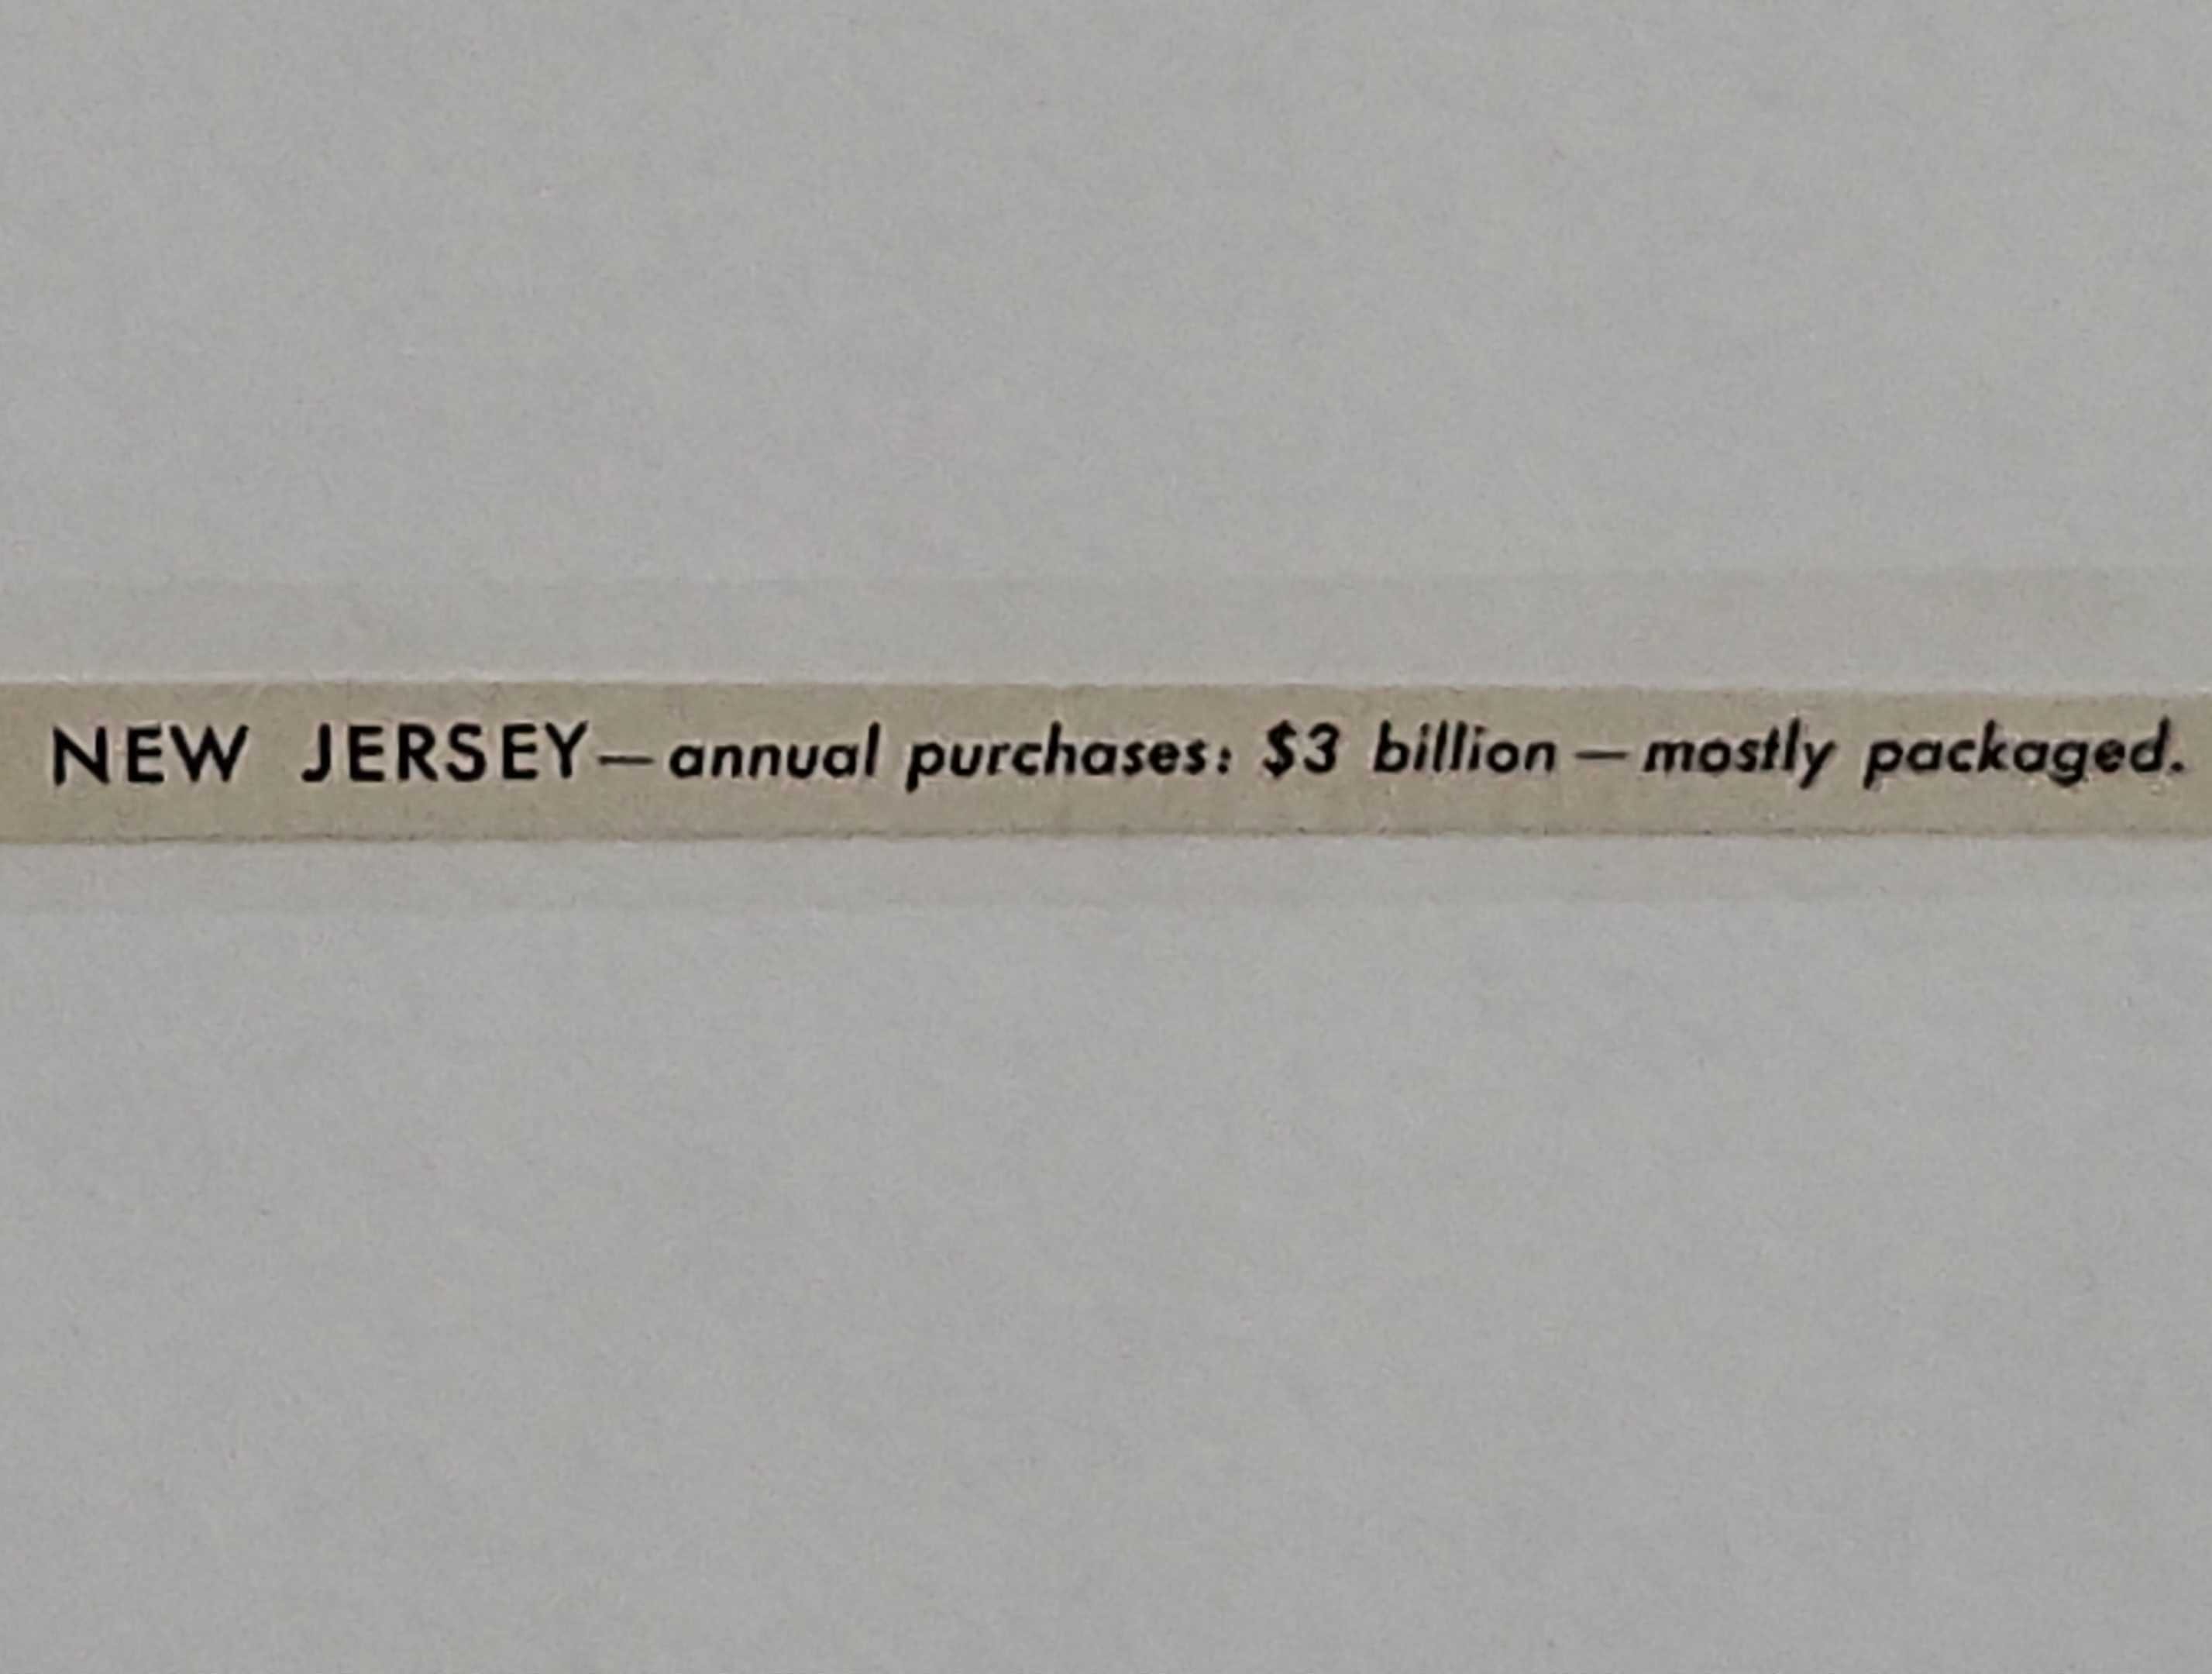 NEW JERSEY—annual purchases: $3 billion—mostly packaged.